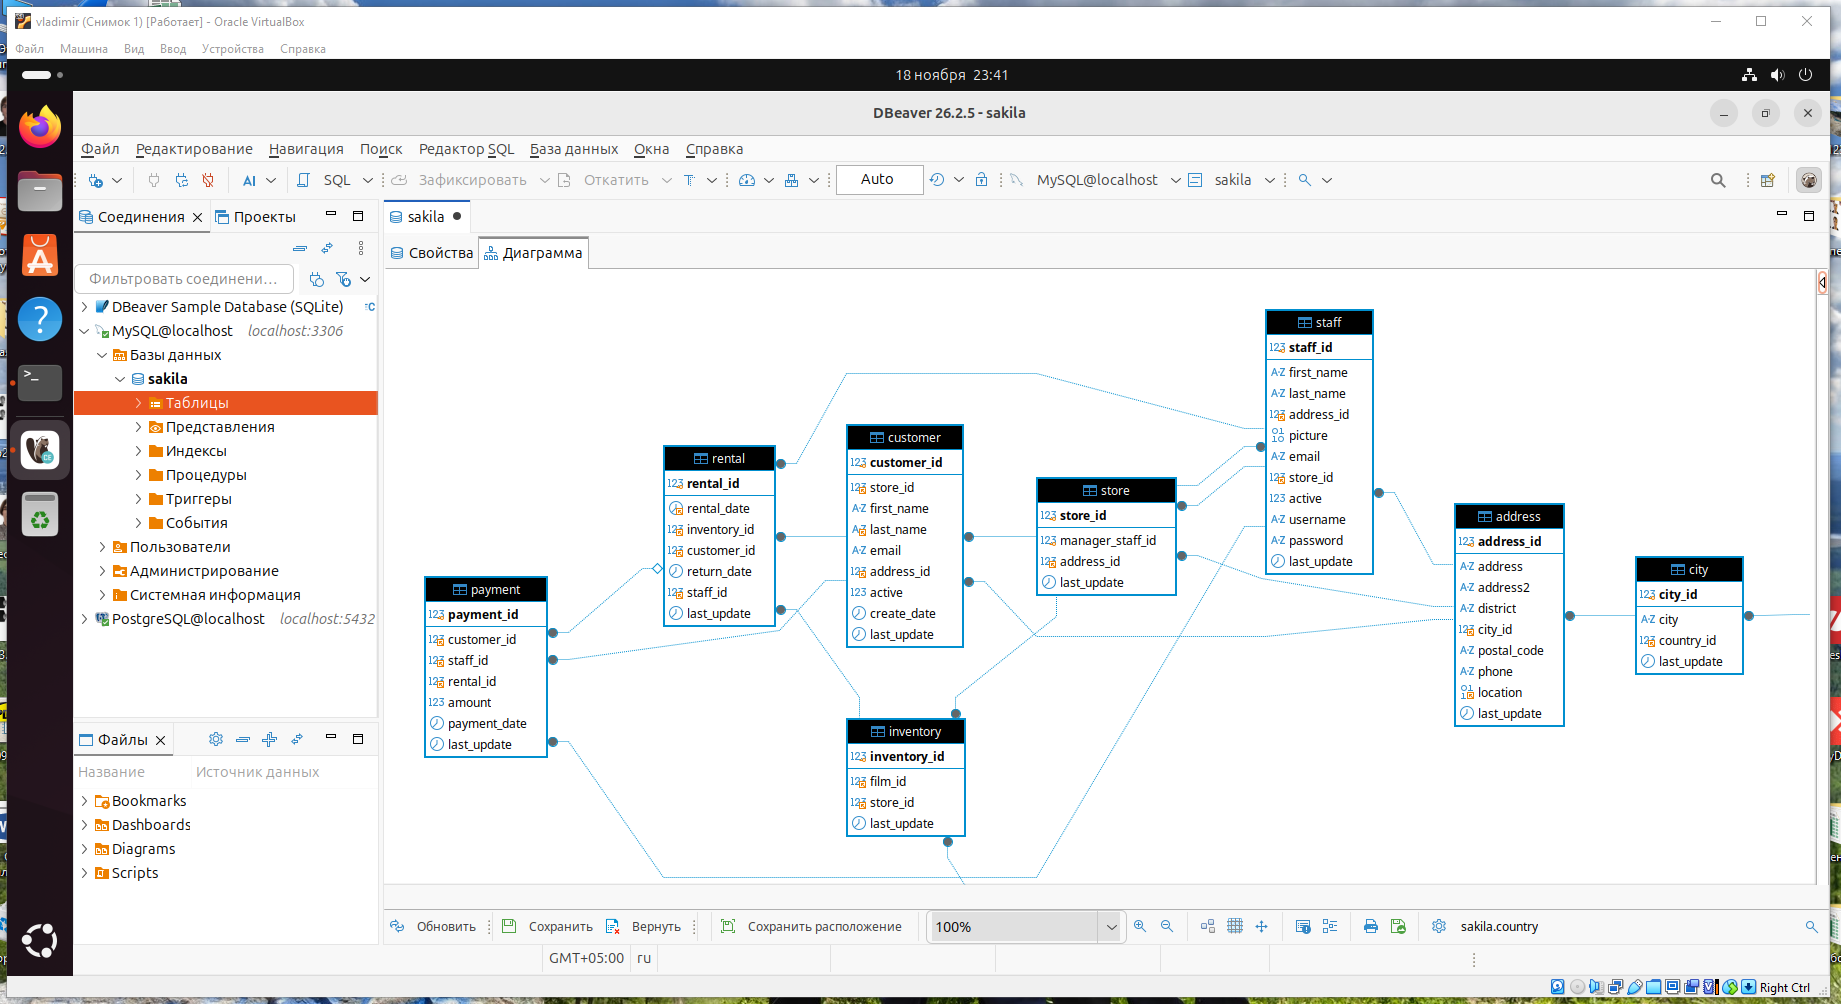 vladimir (Снимок 1) [Работает] - Oracle VirtualBox
Файл Машина Вид Ввод Устройства Справка
18 ноября 23:41
DBeaver 26.2.5 - sakila
Файл Редактирование Навигация Поиск Редактор SQL База данных Окна Справка
AI SQL Зафиксировать Откатить T Auto MySQL@localhost sakila
Соединения Проекты
Фильтровать соединени...
DBeaver Sample Database (SQLite)
MySQL@localhost localhost:3306
Базы данных
sakila
Таблицы
Представления
Индексы
Процедуры
Триггеры
События
Пользователи
Администрирование
Системная информация
PostgreSQL@localhost localhost:5432
Файлы
Название Источник данных
Bookmarks
Dashboards
Diagrams
Scripts
sakila
Свойства Диаграмма
payment
payment_id
customer_id
staff_id
rental_id
amount
payment_date
last_update
rental
rental_id
rental_date
inventory_id
customer_id
return_date
staff_id
last_update
customer
customer_id
store_id
first_name
last_name
email
address_id
active
create_date
last_update
inventory
inventory_id
film_id
store_id
last_update
store
store_id
manager_staff_id
address_id
last_update
staff
staff_id
first_name
last_name
address_id
picture
email
store_id
active
username
password
last_update
address
address_id
address
address2
district
city_id
postal_code
phone
location
last_update
city
city_id
city
country_id
last_update
Обновить Сохранить Вернуть Сохранить расположение 100% sakila.country
GMT+05:00 ru
Right Ctrl